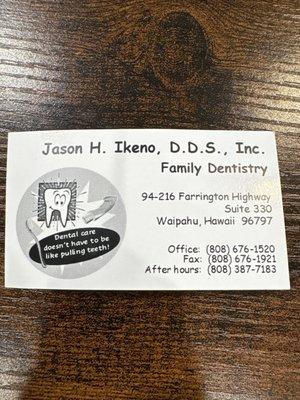 Jason H. Ikeno, D.D.S., Inc.
Family Dentistry
94-216 Farrington Highway
Suite 330
Waipahu, Hawaii 96797
Dental care
doesn't have to be
like pulling teeth!
Office: (808) 676-1520
Fax: (808) 676-1921
After hours: (808) 387-7183